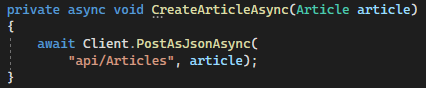 private async void CreateArticleAsync(Article article)
{
    await Client.PostAsJsonAsync(
        "api/Articles", article);
}